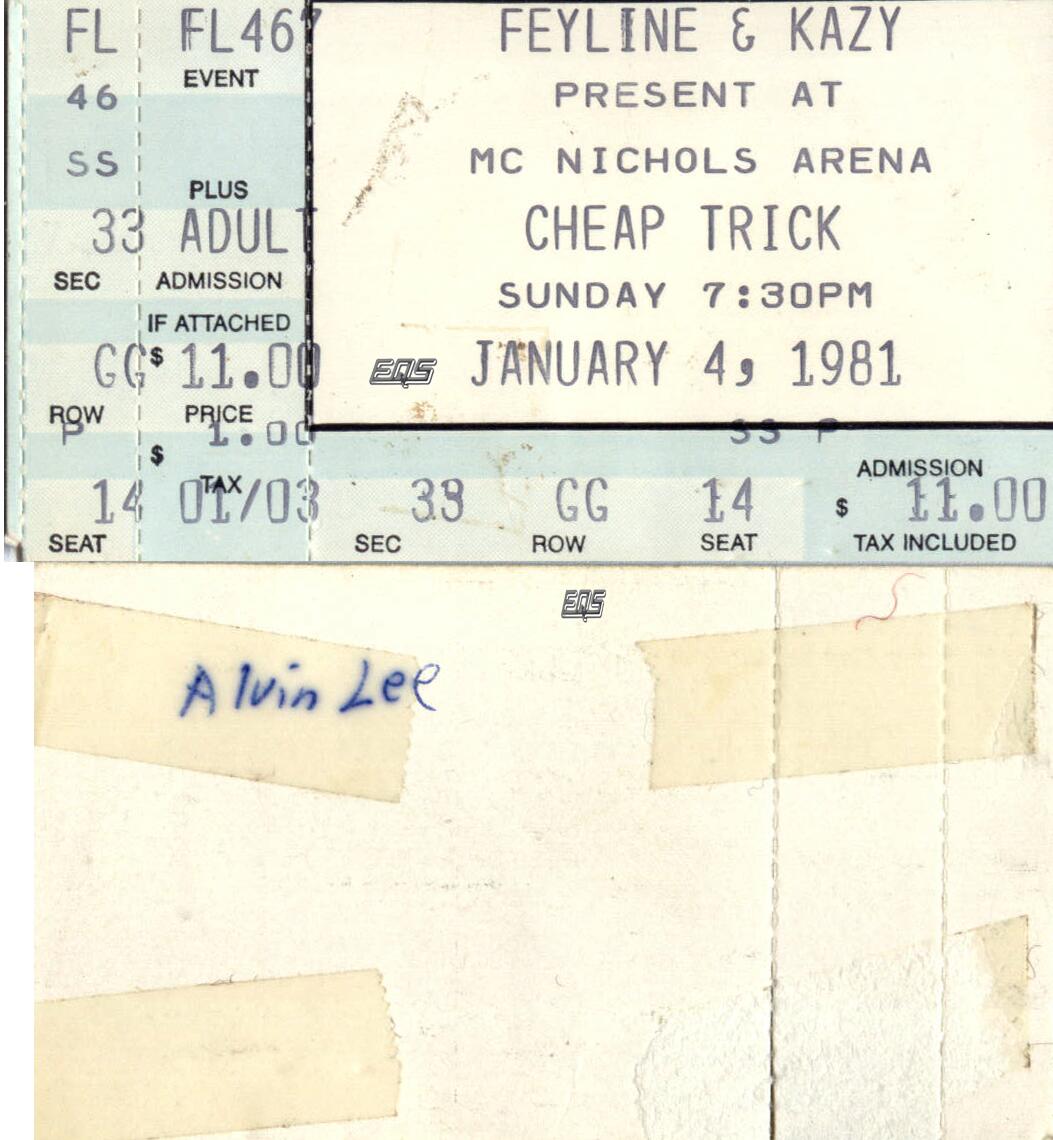 FL FL467 FEYLINE & KAZY
EVENT
46 PRESENT AT
SS MC NICHOLS ARENA
PLUS
33 ADULT CHEAP TRICK
SEC ADMISSION SUNDAY 7:30PM
IF ATTACHED
GG $ 11.00 EQS JANUARY 4, 1981
ROW PRICE
P 1.00 SS P
$ ADMISSION
TAX
14 01/03 33 GG 14 $ 11.00
SEAT SEC ROW SEAT TAX INCLUDED
EQS
Alvin Lee